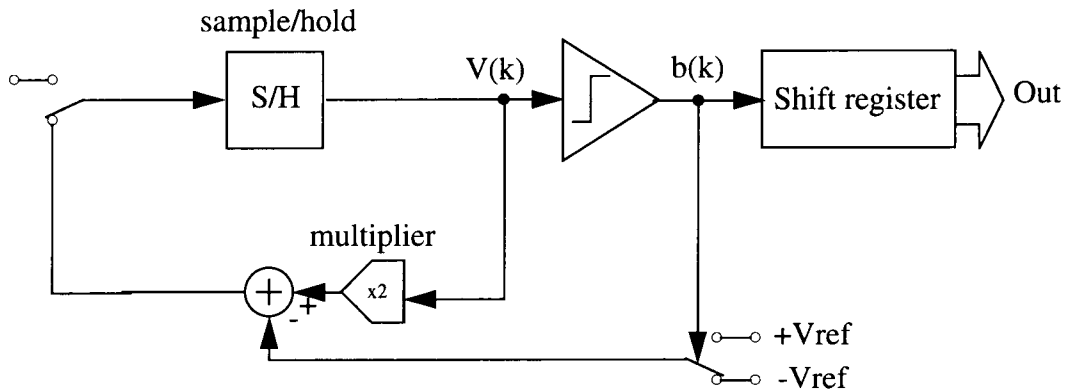 sample/hold
S/H
V(k)
b(k)
Shift register
Out
multiplier
x2
+
+
-
+Vref
-Vref